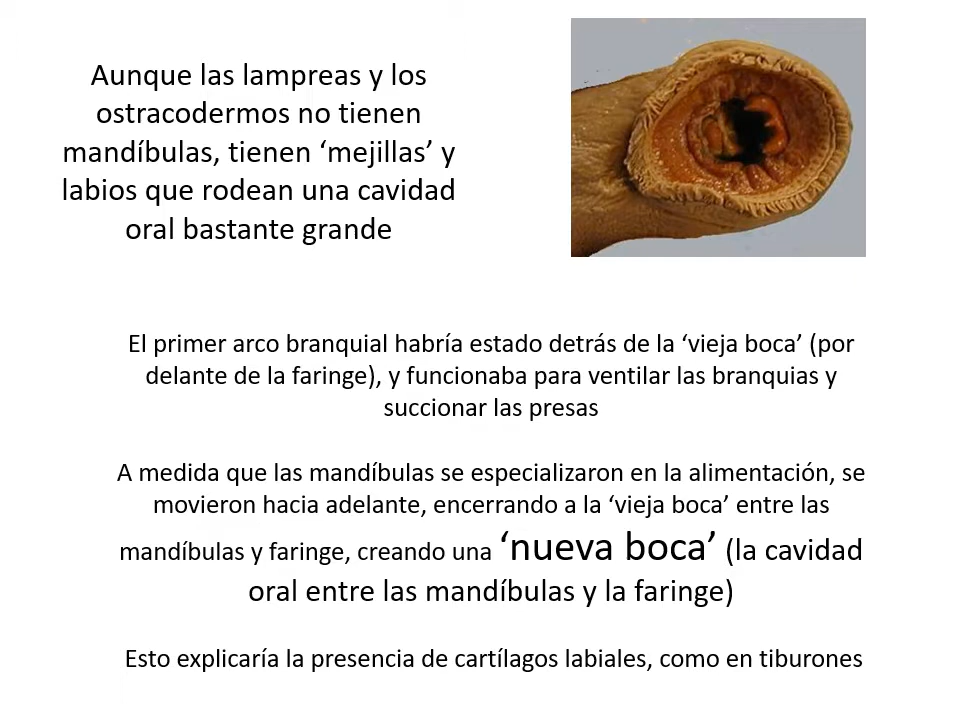 Aunque las lampreas y los
ostracodermos no tienen
mandíbulas, tienen ‘mejillas’ y
labios que rodean una cavidad
oral bastante grande
El primer arco branquial habría estado detrás de la ‘vieja boca’ (por
delante de la faringe), y funcionaba para ventilar las branquias y
succionar las presas
A medida que las mandíbulas se especializaron en la alimentación, se
movieron hacia adelante, encerrando a la ‘vieja boca’ entre las
mandíbulas y faringe, creando una ‘nueva boca’ (la cavidad
oral entre las mandíbulas y la faringe)
Esto explicaría la presencia de cartílagos labiales, como en tiburones